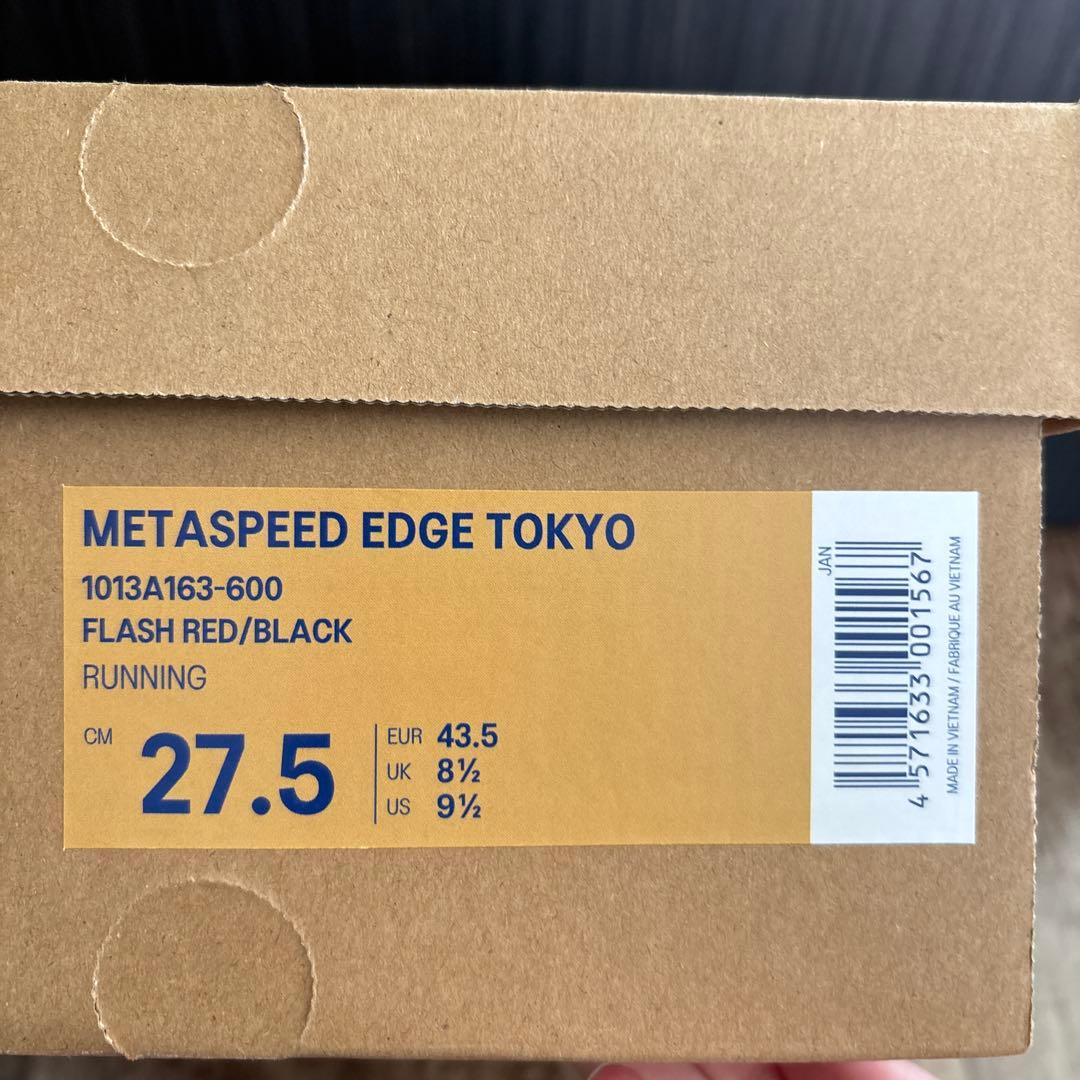 METASPEED EDGE TOKYO
1013A163-600
FLASH RED/BLACK
RUNNING
CM 27.5
EUR 43.5
UK 8½
US 9½
JAN
4 571633 001567
MADE IN VIETNAM / FABRIQUE AU VIETNAM